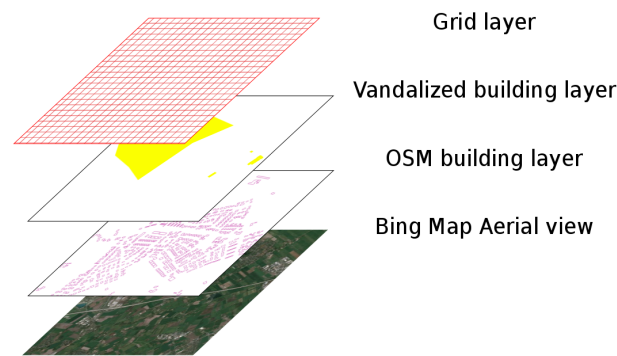 Grid layer
Vandalized building layer
OSM building layer
Bing Map Aerial view